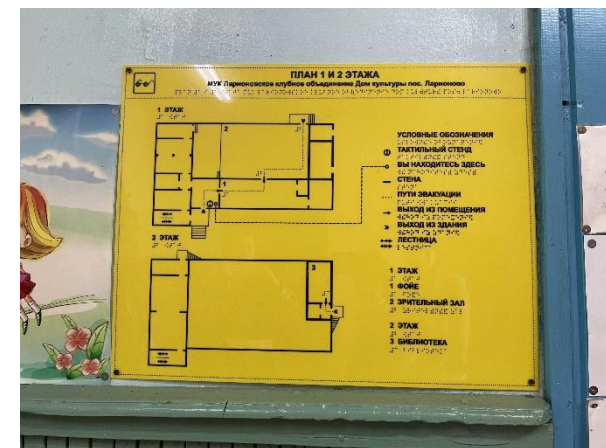 ПЛАН 1 И 2 ЭТАЖА
МУК Ларионовское клубное объединение Дом культуры пос. Ларионово
1 ЭТАЖ
2
1
УСЛОВНЫЕ ОБОЗНАЧЕНИЯ
ТАКТИЛЬНЫЙ СТЕНД
ВЫ НАХОДИТЕСЬ ЗДЕСЬ
СТЕНА
ПУТИ ЭВАКУАЦИИ
ВЫХОД ИЗ ПОМЕЩЕНИЯ
ВЫХОД ИЗ ЗДАНИЯ
ЛЕСТНИЦА
2 ЭТАЖ
3
1 ЭТАЖ
1 ФОЙЕ
2 ЗРИТЕЛЬНЫЙ ЗАЛ
2 ЭТАЖ
3 БИБЛИОТЕКА